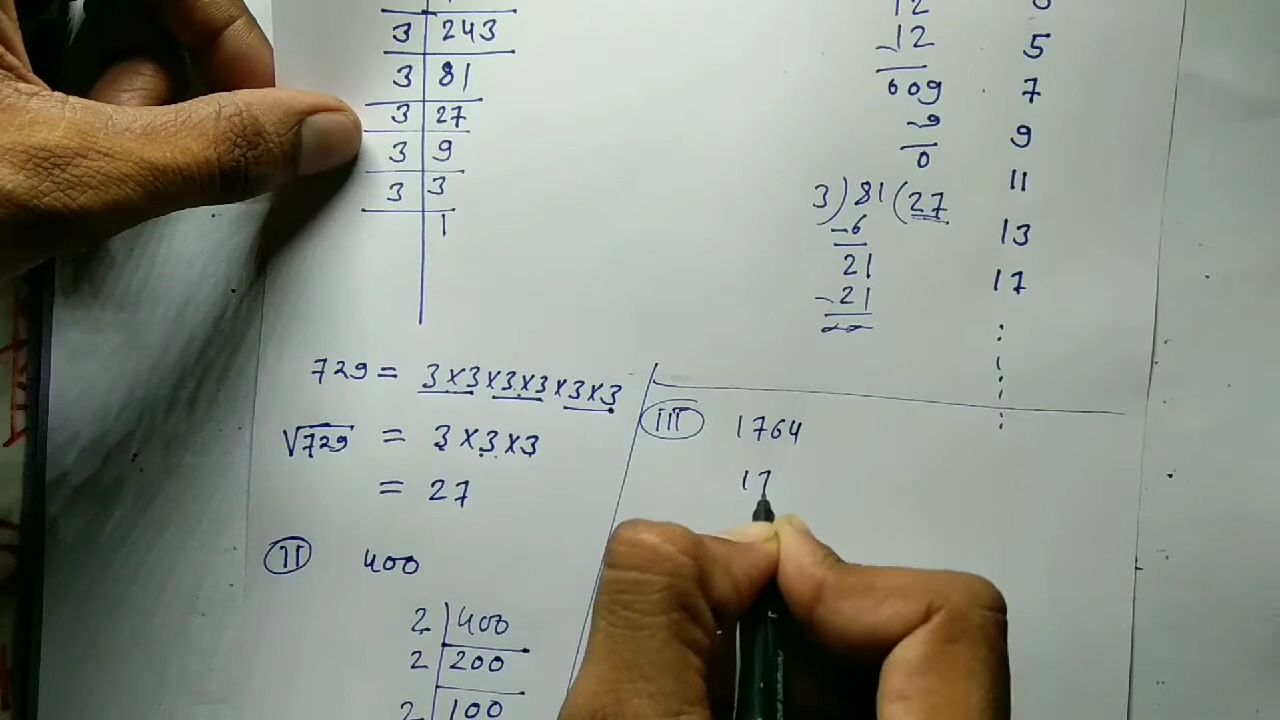 3 | 243
3 | 81
3 | 27
3 | 9
3 | 3
1
729 = 3×3×3×3×3×3
√729 = 3×3×3
= 27
II 400
2 | 400
2 | 200
2 | 100
12
-12
609
-9
0
3)81(27
-6
21
-21
00
5
7
9
11
13
17
III 1764
17